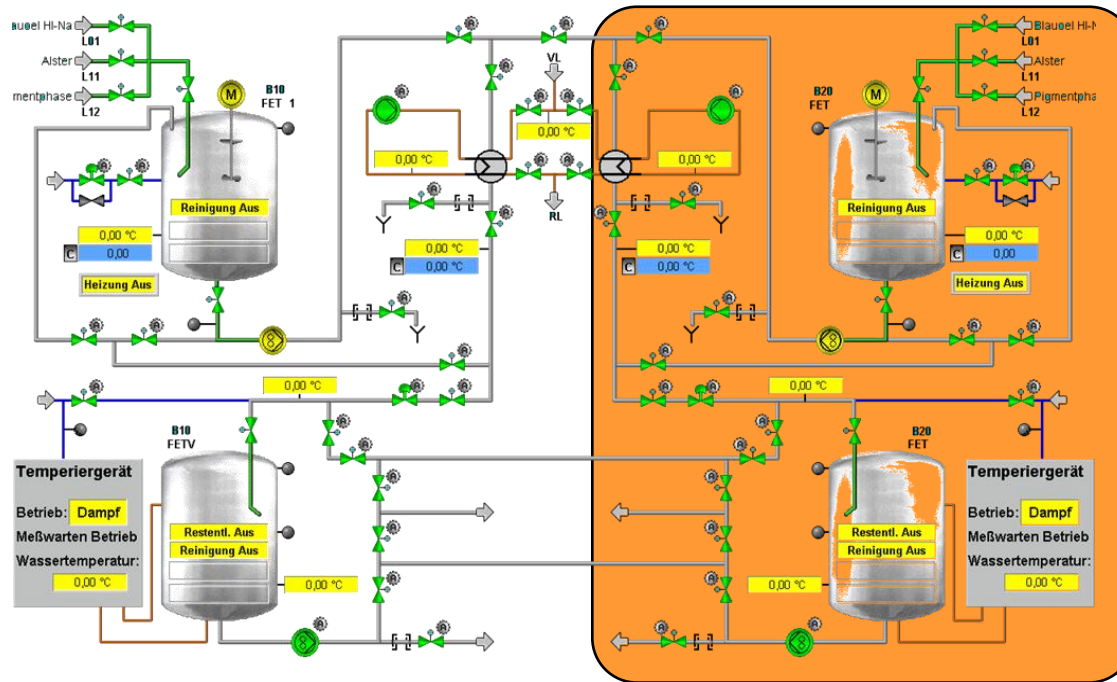 auoel HI-Na
L01
Alster
L11
mentphase
L12
B10
FET 1
M
Reinigung Aus
0,00 °C
C 0,00
Heizung Aus
VL
0,00 °C
0,00 °C
0,00 °C
RL
0,00 °C
C 0,00 °C
0,00 °C
C 0,00 °C
Blauoel HI-N
L01
Alster
L11
Pigmentpha
L12
B20
FET
M
Reinigung Aus
0,00 °C
C 0,00
Heizung Aus
0,00 °C
B10
FETV
Temperiergerät
Betrieb: Dampf
Meßwarten Betrieb
Wassertemperatur:
0,00 °C
Restentl. Aus
Reinigung Aus
0,00 °C
0,00 °C
B20
FET
Restentl. Aus
Reinigung Aus
0,00 °C
Temperiergerät
Betrieb: Dampf
Meßwarten Betrieb
Wassertemperatur:
0,00 °C